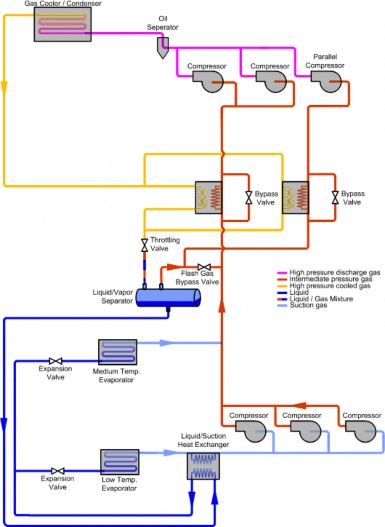 Gas Cooler / Condenser
Oil
Seperator
Compressor
Compressor
Parallel
Compressor
Bypass
Valve
Bypass
Valve
Throttling
Valve
Flash Gas
Bypass Valve
Liquid/Vapor
Separator
High pressure discharge gas
Intermediate pressure gas
High pressure cooled gas
Liquid
Liquid / Gas Mixture
Suction gas
Expansion
Valve
Medium Temp.
Evaporator
Compressor
Compressor
Compressor
Liquid/Suction
Heat Exchanger
Expansion
Valve
Low Temp.
Evaporator